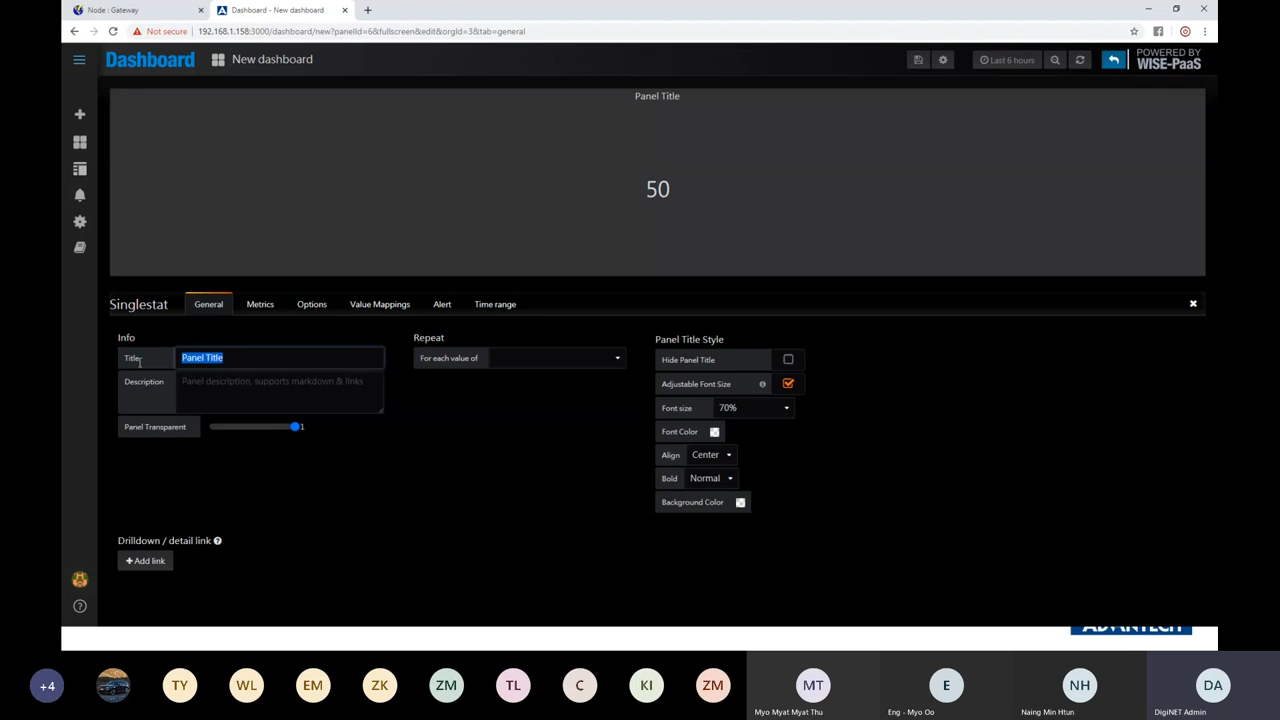 Node : Gateway
Dashboard - New dashboard
Not secure
192.168.1.158:3000/dashboard/new?panelId=6&fullscreen&edit&orgId=3&tab=general
Dashboard
New dashboard
Last 6 hours
POWERED BY
WISE-PaaS
Panel Title
50
Singlestat
General
Metrics
Options
Value Mappings
Alert
Time range
Info
Title
Panel Title
Description
Panel description, supports markdown & links
Panel Transparent
1
Repeat
For each value of
Panel Title Style
Hide Panel Title
Adjustable Font Size
Font size
70%
Font Color
Align
Center
Bold
Normal
Background Color
Drilldown / detail link
+ Add link
ADVANTECH
+4
TY
WL
EM
ZK
ZM
TL
C
KI
ZM
MT
Myo Myat Myat Thu
E
Eng - Myo Oo
NH
Naing Min Htun
DA
DigiNET Admin